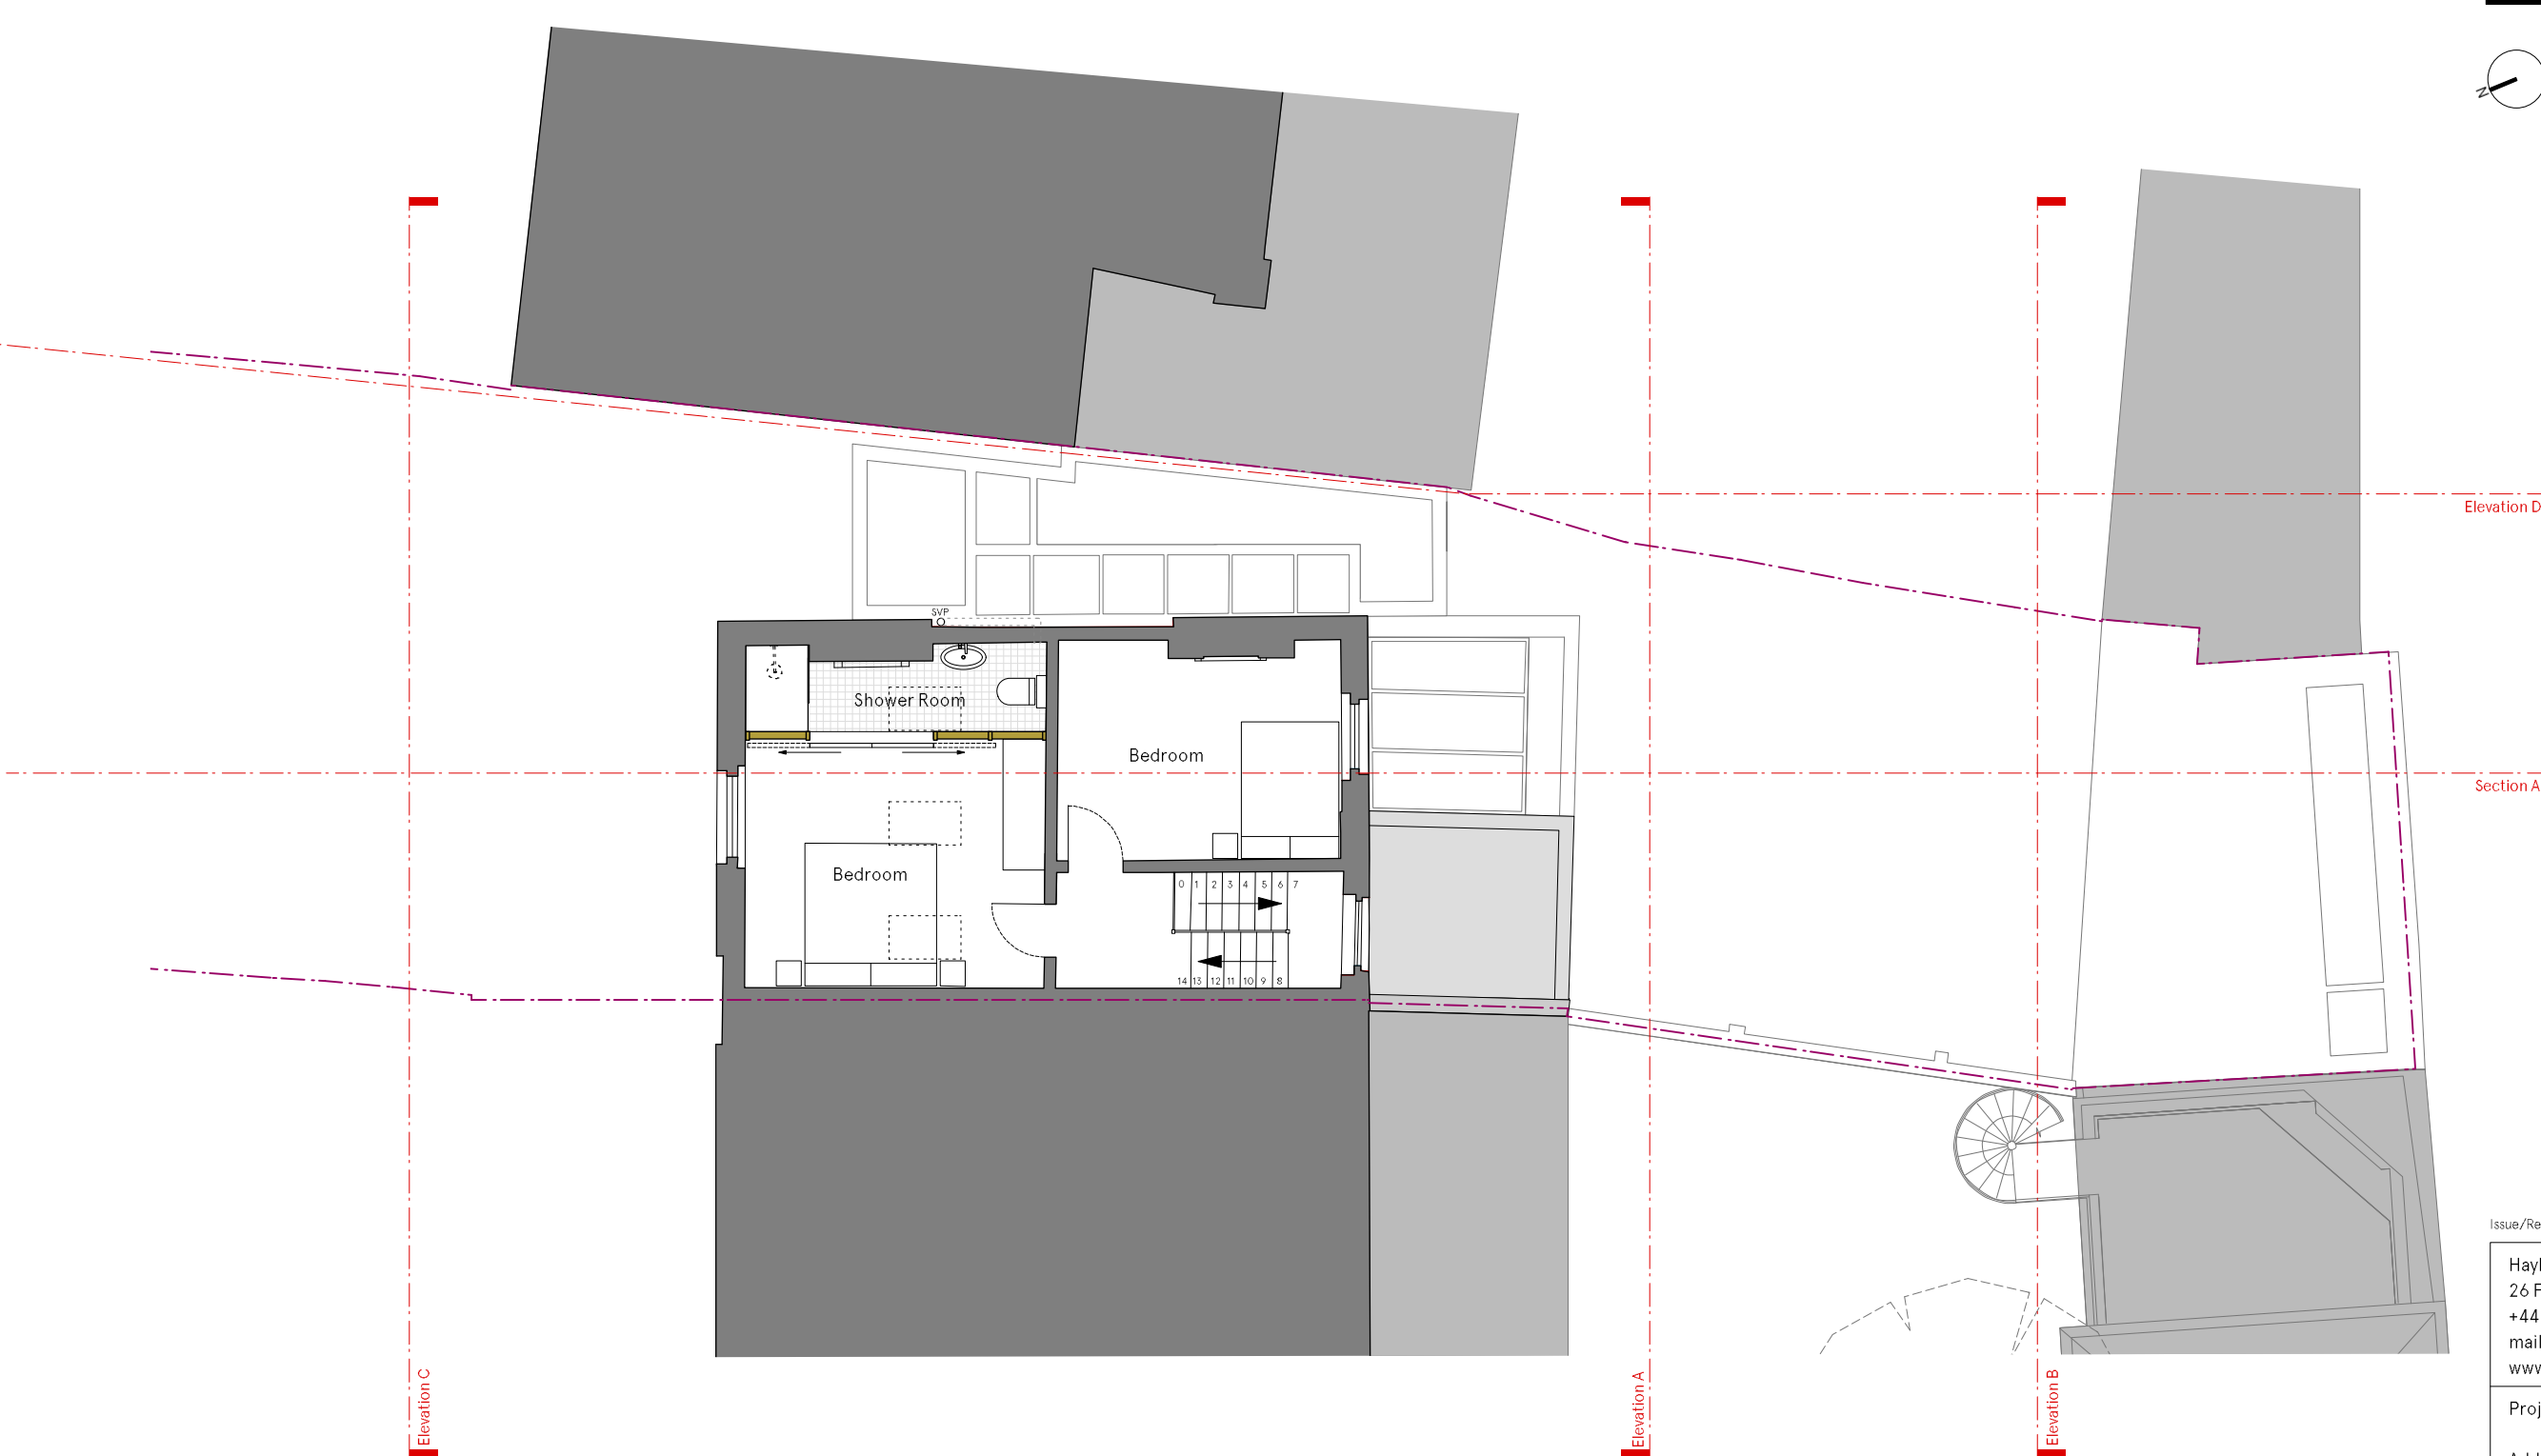 N
Elevation D
Section A
SVP
Shower Room
Bedroom
Bedroom
0 1 2 3 4 5 6 7
14 13 12 11 10 9 8
Elevation C
Elevation A
Elevation B
Issue/Re
Hayl
26 F
+44
mail
www
Proj